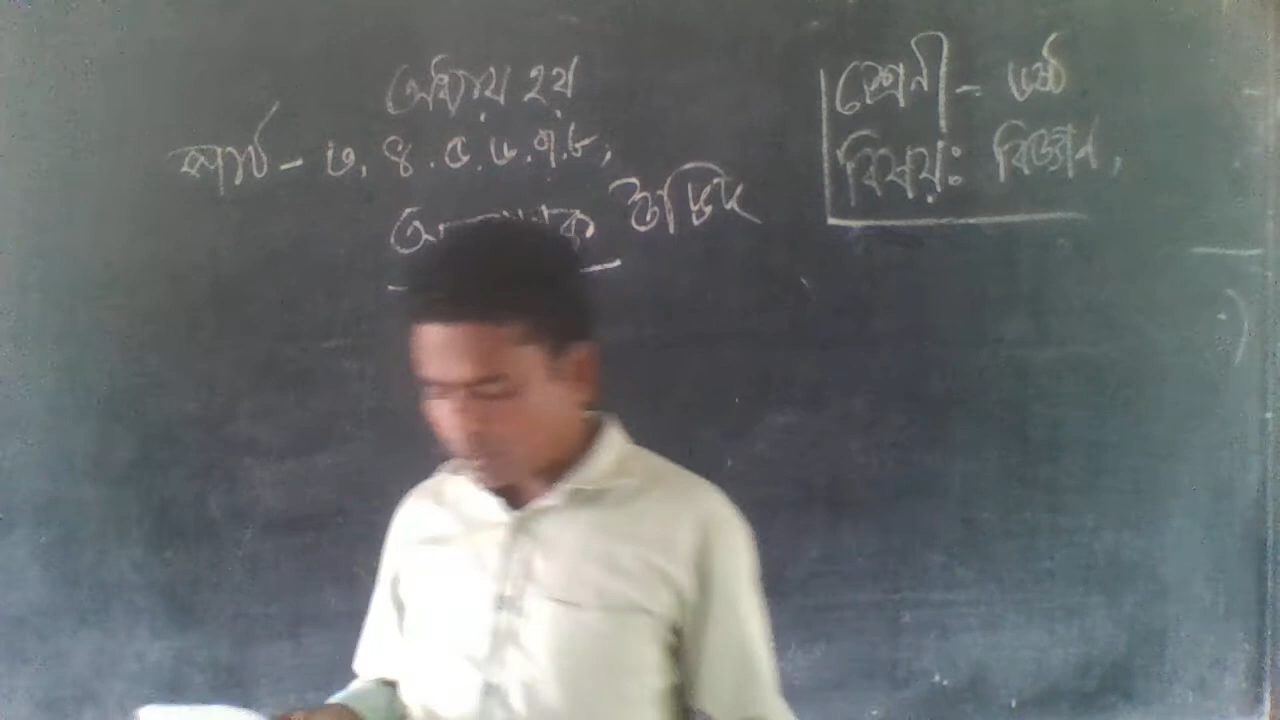 অধ্যায় ২য়
পাঠ - ৩, ৪. ৫. ৬. ৭. ৮,
উদ্ভিদ
শ্রেনী - ৬ষ্ঠ
বিষয়: বিজ্ঞান,